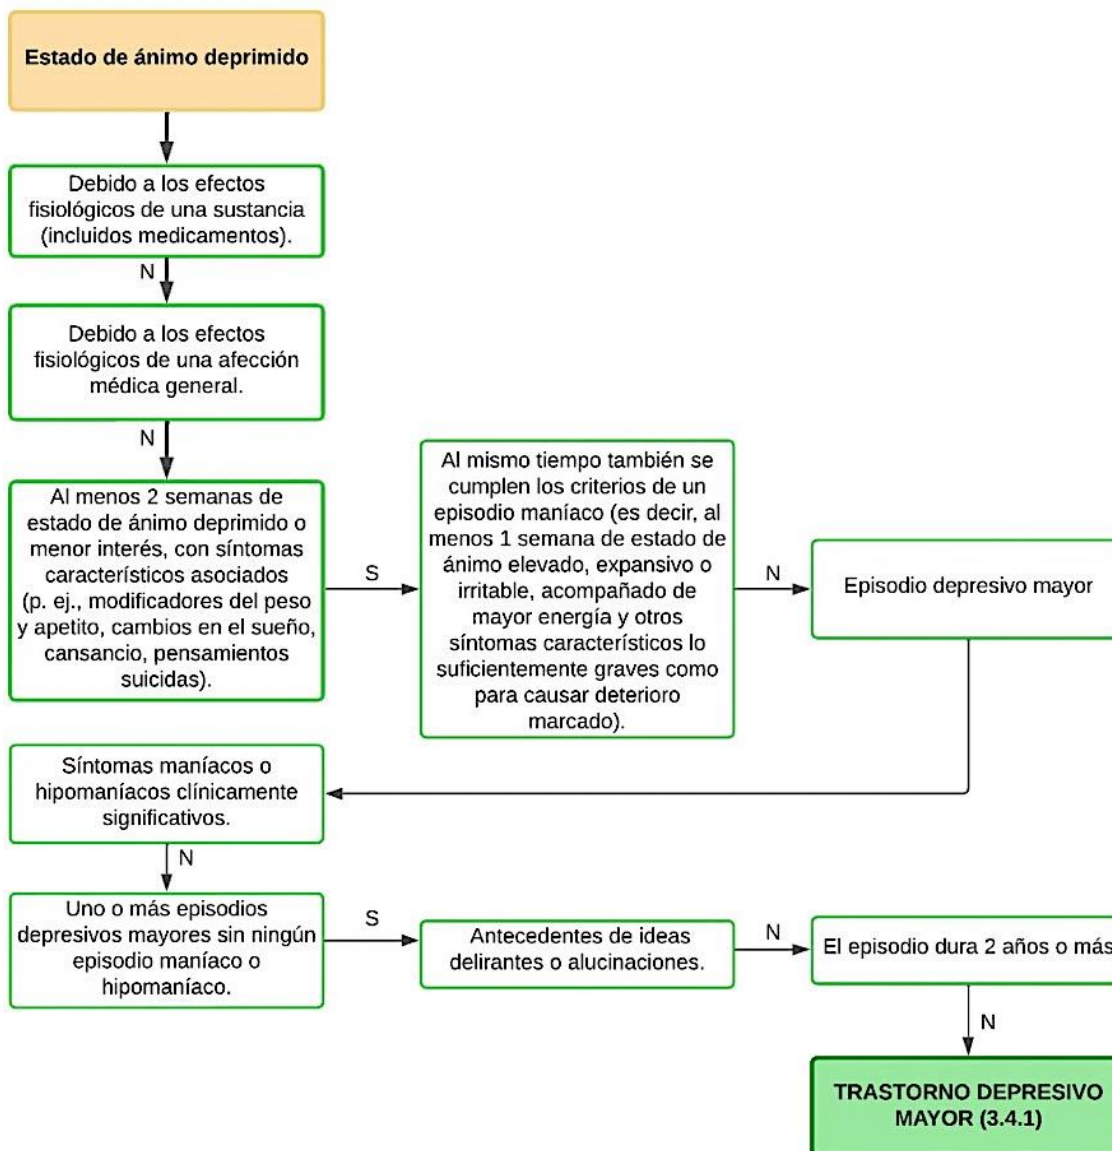 Estado de ánimo deprimido
Debido a los efectos
fisiológicos de una sustancia
(incluidos medicamentos).
N
Debido a los efectos
fisiológicos de una afección
médica general.
N
Al menos 2 semanas de
estado de ánimo deprimido o
menor interés, con síntomas
característicos asociados
(p. ej., modificadores del peso
y apetito, cambios en el sueño,
cansancio, pensamientos
suicidas).
S
Al mismo tiempo también se
cumplen los criterios de un
episodio maníaco (es decir, al
menos 1 semana de estado de
ánimo elevado, expansivo o
irritable, acompañado de
mayor energía y otros
síntomas característicos lo
suficientemente graves como
para causar deterioro
marcado).
N
Episodio depresivo mayor
Síntomas maníacos o
hipomaníacos clínicamente
significativos.
N
Uno o más episodios
depresivos mayores sin ningún
episodio maníaco o
hipomaníaco.
S
Antecedentes de ideas
delirantes o alucinaciones.
N
El episodio dura 2 años o más
N
TRASTORNO DEPRESIVO
MAYOR (3.4.1)